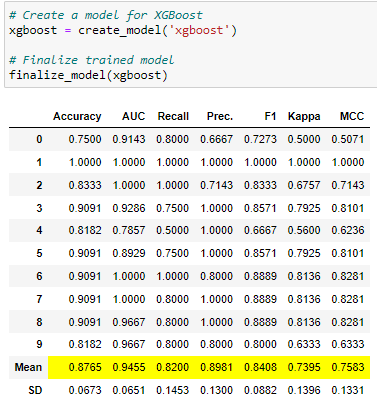 # Create a model for XGBoost
xgboost = create_model('xgboost')
# Finalize trained model
finalize_model(xgboost)
Accuracy AUC Recall Prec. F1 Kappa MCC
0 0.7500 0.9143 0.8000 0.6667 0.7273 0.5000 0.5071
1 1.0000 1.0000 1.0000 1.0000 1.0000 1.0000 1.0000
2 0.8333 1.0000 1.0000 0.7143 0.8333 0.6757 0.7143
3 0.9091 0.9286 0.7500 1.0000 0.8571 0.7925 0.8101
4 0.8182 0.7857 0.5000 1.0000 0.6667 0.5600 0.6236
5 0.9091 0.8929 0.7500 1.0000 0.8571 0.7925 0.8101
6 0.9091 1.0000 1.0000 0.8000 0.8889 0.8136 0.8281
7 0.9091 1.0000 0.8000 1.0000 0.8889 0.8136 0.8281
8 0.9091 0.9667 0.8000 1.0000 0.8889 0.8136 0.8281
9 0.8182 0.9667 0.8000 0.8000 0.8000 0.6333 0.6333
Mean 0.8765 0.9455 0.8200 0.8981 0.8408 0.7395 0.7583
SD 0.0673 0.0651 0.1453 0.1300 0.0882 0.1396 0.1331